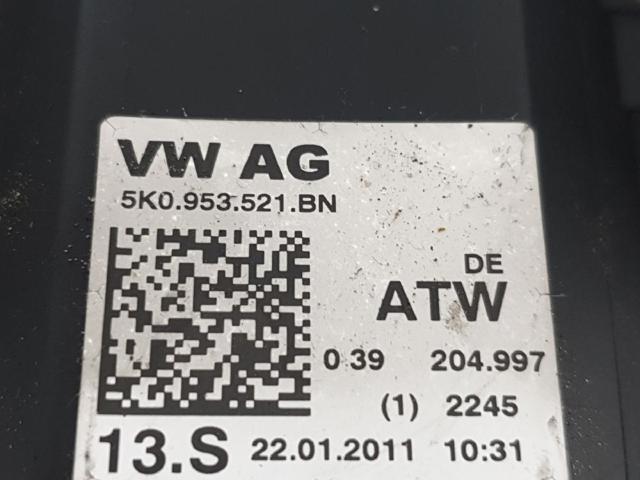 VW AG
5K0.953.521.BN
DE
ATW
0 39 204.997
(1) 2245
13.S 22.01.2011 10:31